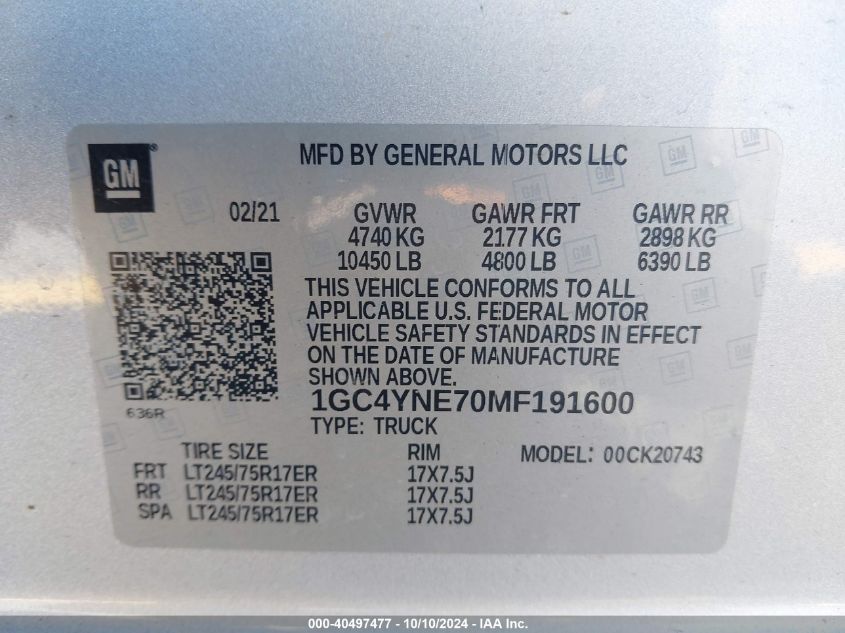 GM
MFD BY GENERAL MOTORS LLC
02/21 GVWR GAWR FRT GAWR RR
4740 KG 2177 KG 2898 KG
10450 LB 4800 LB 6390 LB
THIS VEHICLE CONFORMS TO ALL
APPLICABLE U.S. FEDERAL MOTOR
VEHICLE SAFETY STANDARDS IN EFFECT
ON THE DATE OF MANUFACTURE
SHOWN ABOVE.
636R
1GC4YNE70MF191600
TYPE: TRUCK
TIRE SIZE RIM MODEL: 00CK20743
FRT LT245/75R17ER 17X7.5J
RR LT245/75R17ER 17X7.5J
SPA LT245/75R17ER 17X7.5J
000-40497477 - 10/10/2024 - IAA Inc.